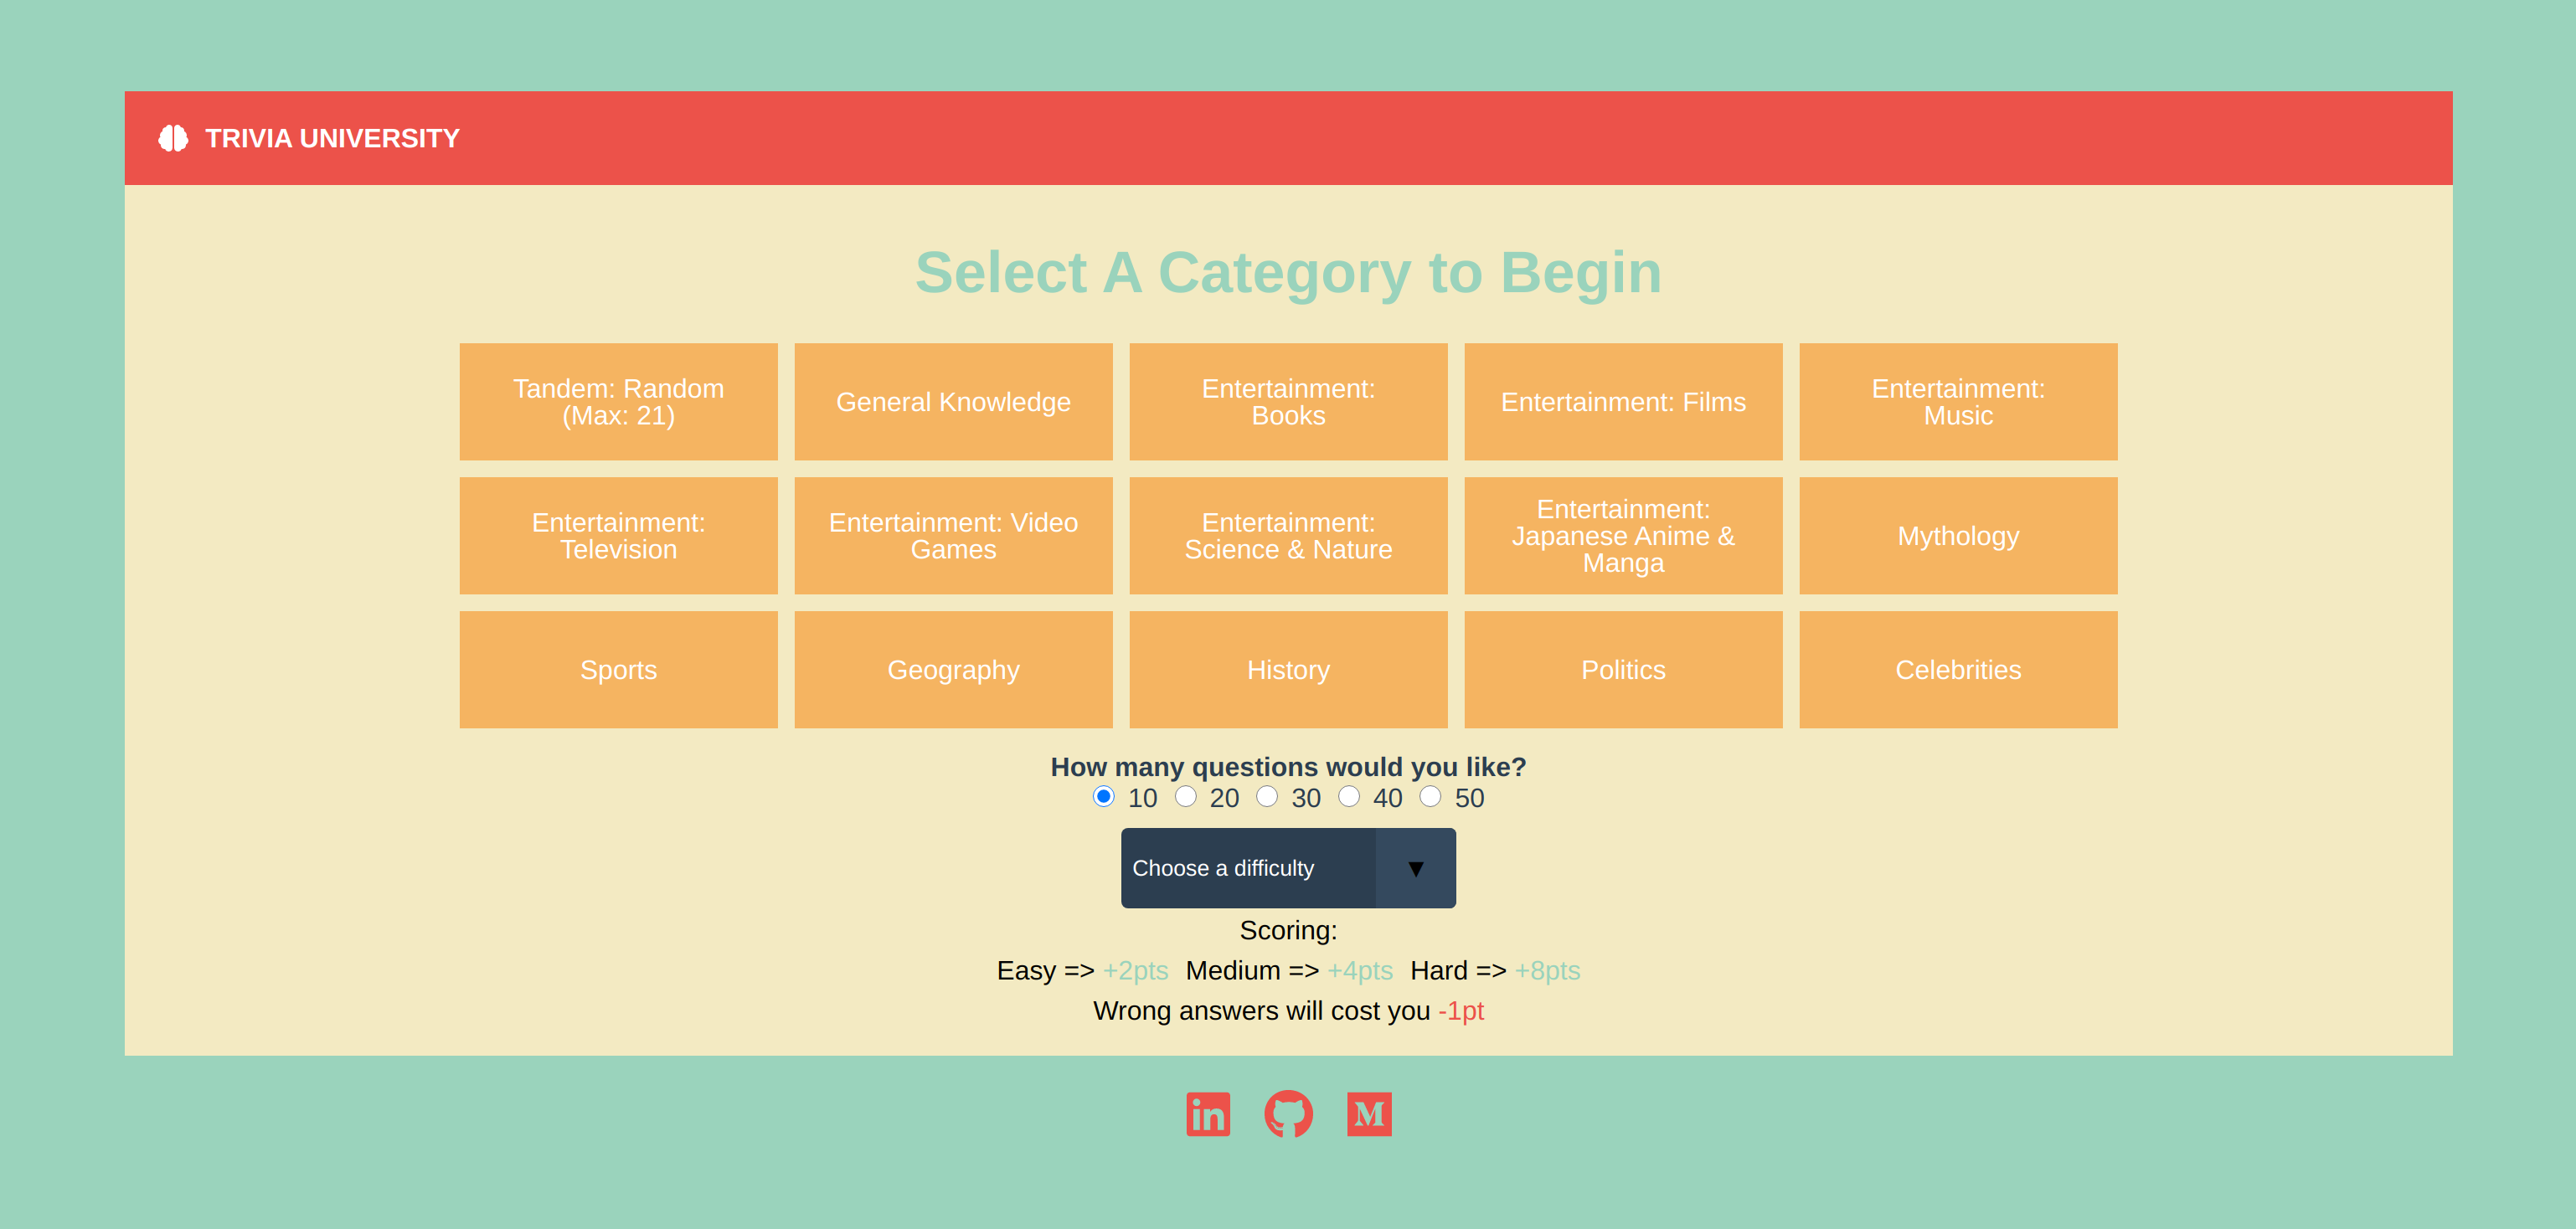 TRIVIA UNIVERSITY
Select A Category to Begin
Tandem: Random
(Max: 21)
General Knowledge
Entertainment:
Books
Entertainment: Films
Entertainment:
Music
Entertainment:
Television
Entertainment: Video
Games
Entertainment:
Science & Nature
Entertainment:
Japanese Anime &
Manga
Mythology
Sports
Geography
History
Politics
Celebrities
How many questions would you like?
10 20 30 40 50
Choose a difficulty
Scoring:
Easy => +2pts Medium => +4pts Hard => +8pts
Wrong answers will cost you -1pt